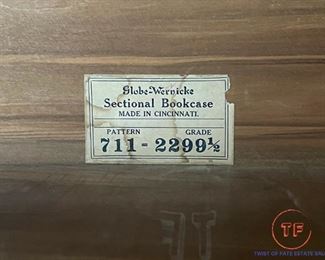 Globe-Wernicke
Sectional Bookcase
MADE IN CINCINNATI.
PATTERN GRADE
711 - 2299½
TF
TWIST OF FATE ESTATE SALES